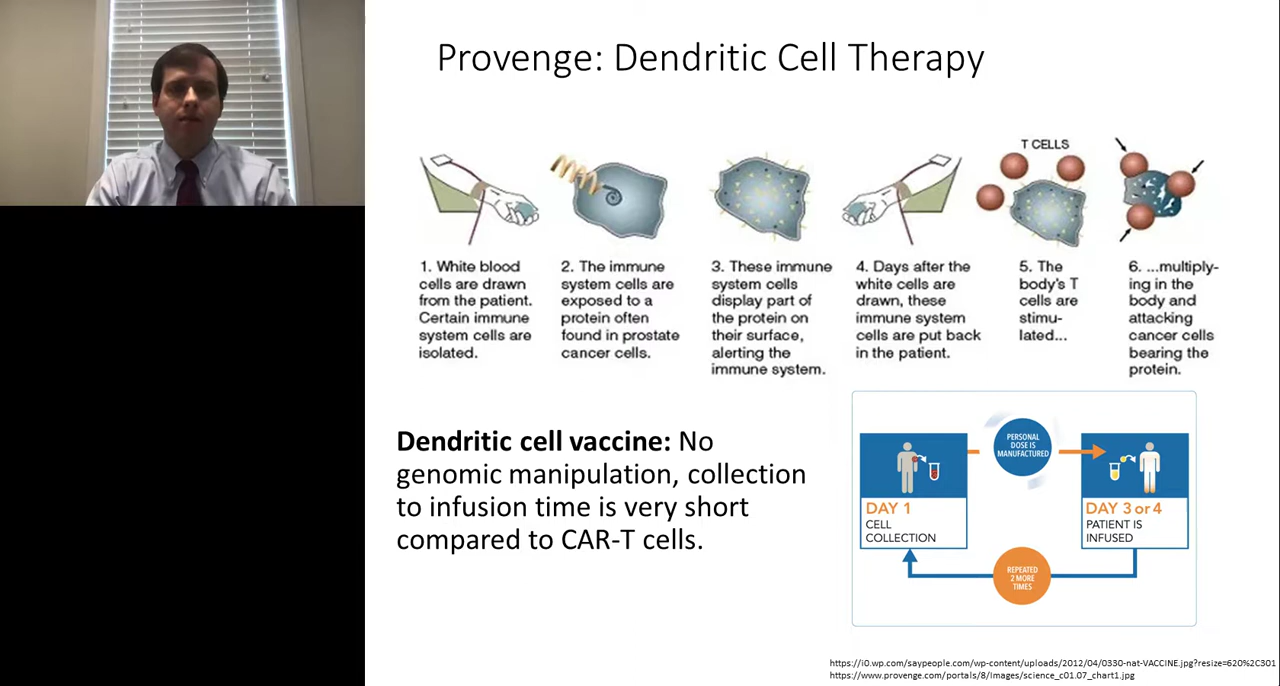 Provenge: Dendritic Cell Therapy
T CELLS
1. White blood
cells are drawn
from the patient.
Certain immune
system cells are
isolated.
2. The immune
system cells are
exposed to a
protein often
found in prostate
cancer cells.
3. These immune
system cells
display part of
the protein on
their surface,
alerting the
immune system.
4. Days after the
white cells are
drawn, these
immune system
cells are put back
in the patient.
5. The
body's T
cells are
stimu-
lated...
6. ...multiply-
ing in the
body and
attacking
cancer cells
bearing the
protein.
Dendritic cell vaccine: No
genomic manipulation, collection
to infusion time is very short
compared to CAR-T cells.
PERSONAL
DOSE IS
MANUFACTURED
DAY 1
CELL
COLLECTION
DAY 3 or 4
PATIENT IS
INFUSED
REPEATED
2 MORE
TIMES
https://i0.wp.com/saypeople.com/wp-content/uploads/2012/04/0330-nat-VACCINE.jpg?resize=620%2C301
https://www.provenge.com/portals/8/Images/science_c01.07_chart1.jpg